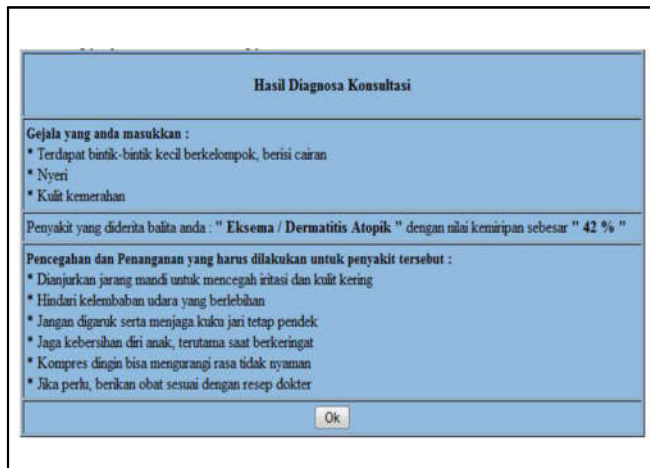 Hasil Diagnosa Konsultasi
Gejala yang anda masukkan :
* Terdapat bintik-bintik kecil berkelompok, berisi cairan
* Nyeri
* Kulit kemerahan
Penyakit yang diderita balita anda : " Eksema / Dermatitis Atopik " dengan nilai kemiripan sebesar " 42 % "
Pencegahan dan Penanganan yang harus dilakukan untuk penyakit tersebut :
* Dianjurkan jarang mandi untuk mencegah iritasi dan kulit kering
* Hindari kelembaban udara yang berlebihan
* Jangan digaruk serta menjaga kuku jari tetap pendek
* Jaga kebersihan diri anak, terutama saat berkeringat
* Kompres dingin bisa mengurangi rasa tidak nyaman
* Jika perlu, berikan obat sesuai dengan resep dokter
Ok